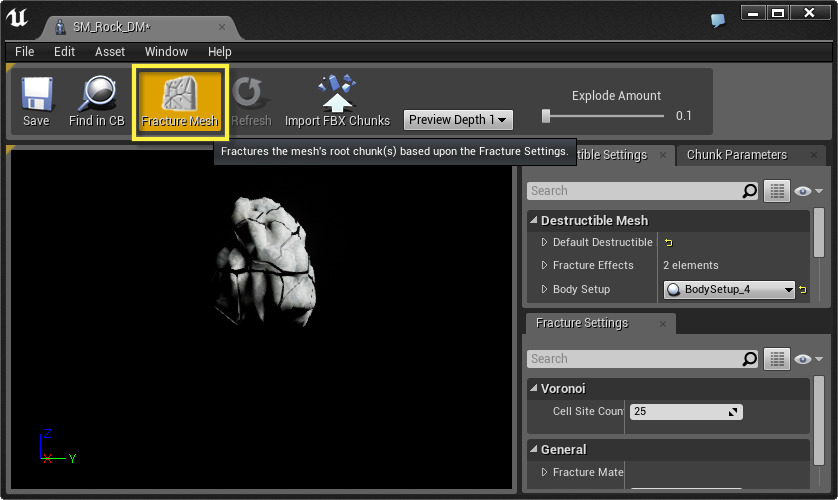 SM_Rock_DM*
File Edit Asset Window Help
Save Find in CB Fracture Mesh Refresh Import FBX Chunks Preview Depth 1 Explode Amount 0.1
Fractures the mesh's root chunk(s) based upon the Fracture Settings.
Settings Chunk Parameters
Search
Destructible Mesh
Default Destructible
Fracture Effects 2 elements
Body Setup BodySetup_4
Fracture Settings
Search
Voronoi
Cell Site Coun 25
General
Fracture Mate
Z
X Y